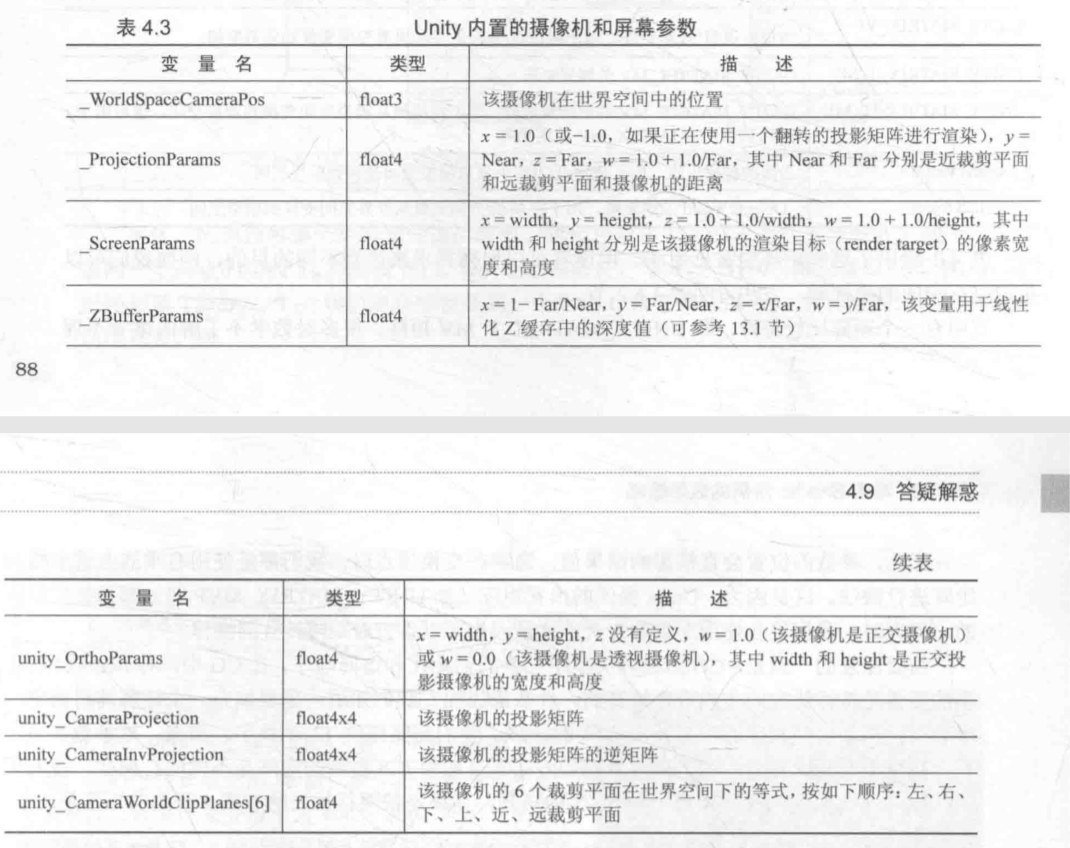 表 4.3 Unity 内置的摄像机和屏幕参数
变 量 名 类型 描 述
_WorldSpaceCameraPos float3 该摄像机在世界空间中的位置
_ProjectionParams float4 x = 1.0（或−1.0，如果正在使用一个翻转的投影矩阵进行渲染），y =
Near，z = Far，w = 1.0 + 1.0/Far，其中 Near 和 Far 分别是近裁剪平面
和远裁剪平面和摄像机的距离
_ScreenParams float4 x = width，y = height，z = 1.0 + 1.0/width，w = 1.0 + 1.0/height，其中
width 和 height 分别是该摄像机的渲染目标（render target）的像素宽
度和高度
_ZBufferParams float4 x = 1− Far/Near，y = Far/Near，z = x/Far，w = y/Far，该变量用于线性
化 Z 缓存中的深度值（可参考 13.1 节）
88
4.9 答疑解惑
续表
变 量 名 类型 描 述
unity_OrthoParams float4 x = width，y = height，z 没有定义，w = 1.0（该摄像机是正交摄像机）
或 w = 0.0（该摄像机是透视摄像机），其中 width 和 height 是正交投
影摄像机的宽度和高度
unity_CameraProjection float4x4 该摄像机的投影矩阵
unity_CameraInvProjection float4x4 该摄像机的投影矩阵的逆矩阵
unity_CameraWorldClipPlanes[6] float4 该摄像机的 6 个裁剪平面在世界空间下的等式，按如下顺序：左、右、
下、上、近、远裁剪平面